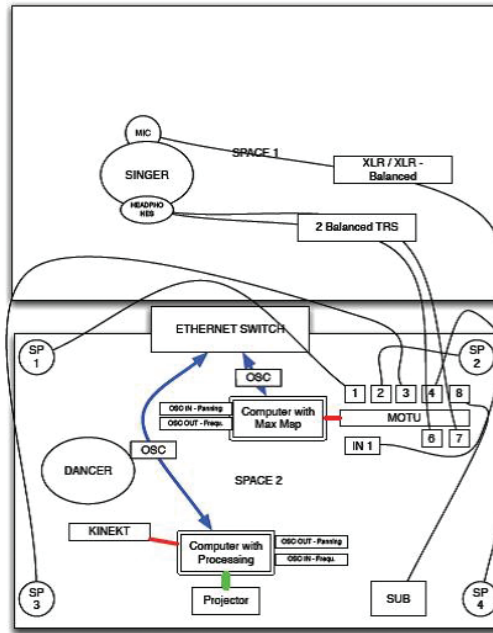 MIC
SPACE 1
SINGER
XLR / XLR -
Balanced
HEADPHO
NES
2 Balanced TRS
ETHERNET SWITCH
SP
1
SP
2
OSC
1
2
3
4
8
OSC IN - Panning
OSC OUT - Frequ.
Computer with
Max Map
MOTU
6
7
IN 1
DANCER
OSC
SPACE 2
KINEKT
Computer with
Processing
OSC OUT - Panning
OSC IN - Frequ.
Projector
SUB
SP
3
SP
4